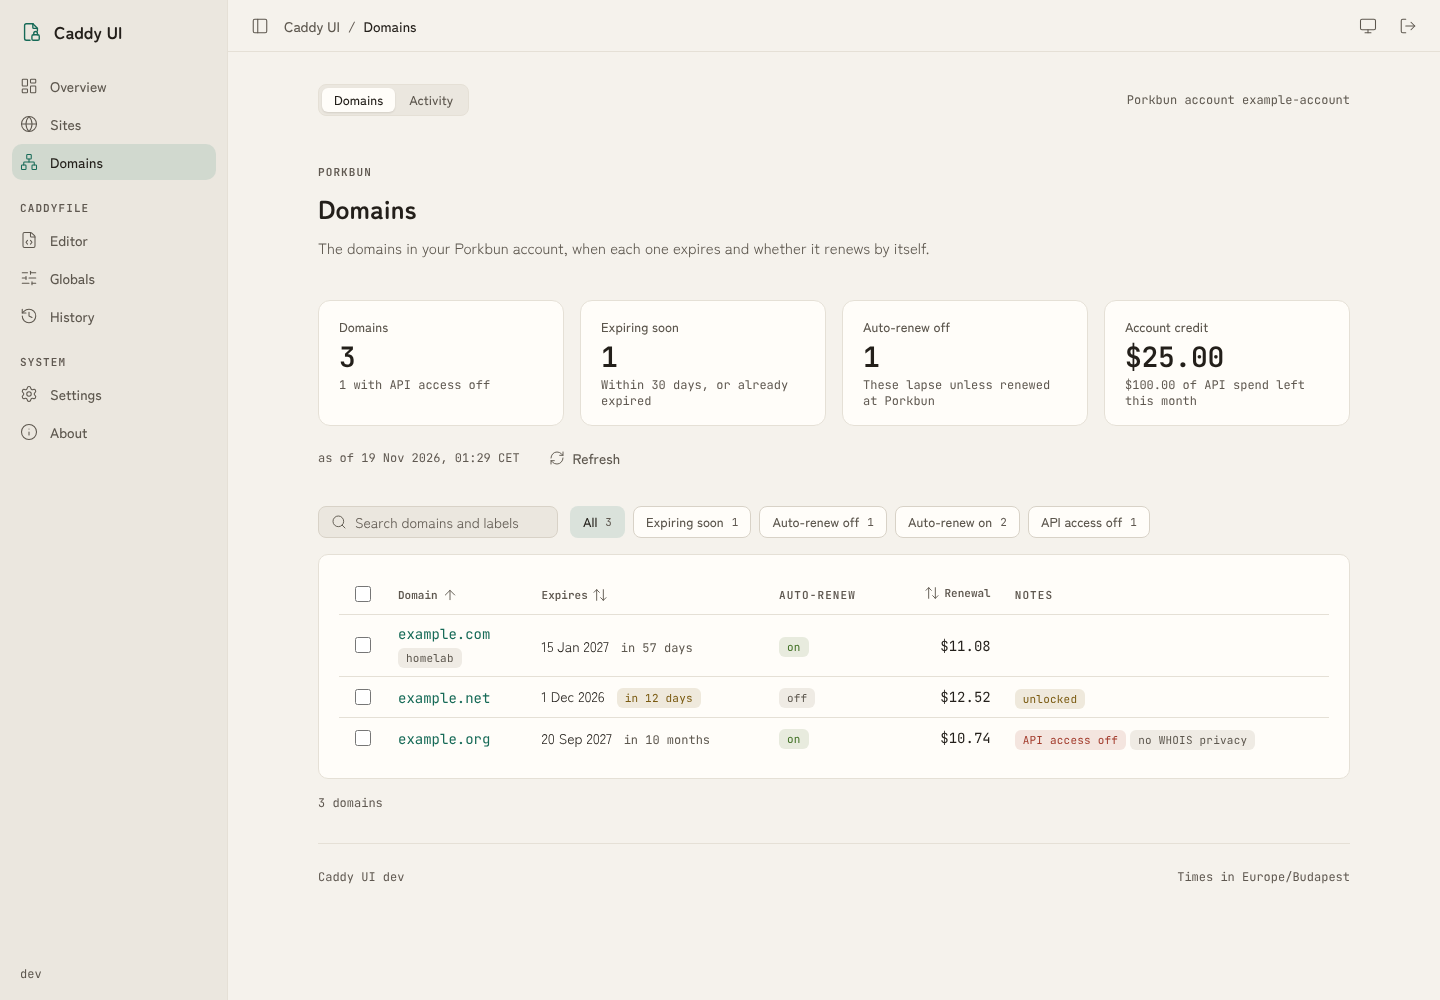 Caddy UI
Overview
Sites
Domains
CADDYFILE
Editor
Globals
History
SYSTEM
Settings
About
dev
Caddy UI / Domains
Domains Activity
Porkbun account example-account
PORKBUN
Domains
The domains in your Porkbun account, when each one expires and whether it renews by itself.
Domains
3
1 with API access off
Expiring soon
1
Within 30 days, or already
expired
Auto-renew off
1
These lapse unless renewed
at Porkbun
Account credit
$25.00
$100.00 of API spend left
this month
as of 19 Nov 2026, 01:29 CET Refresh
Search domains and labels All 3 Expiring soon 1 Auto-renew off 1 Auto-renew on 2 API access off 1
Domain Expires AUTO-RENEW Renewal NOTES
example.com 15 Jan 2027 in 57 days on $11.08
homelab
example.net 1 Dec 2026 in 12 days off $12.52 unlocked
example.org 20 Sep 2027 in 10 months on $10.74 API access off no WHOIS privacy
3 domains
Caddy UI dev Times in Europe/Budapest